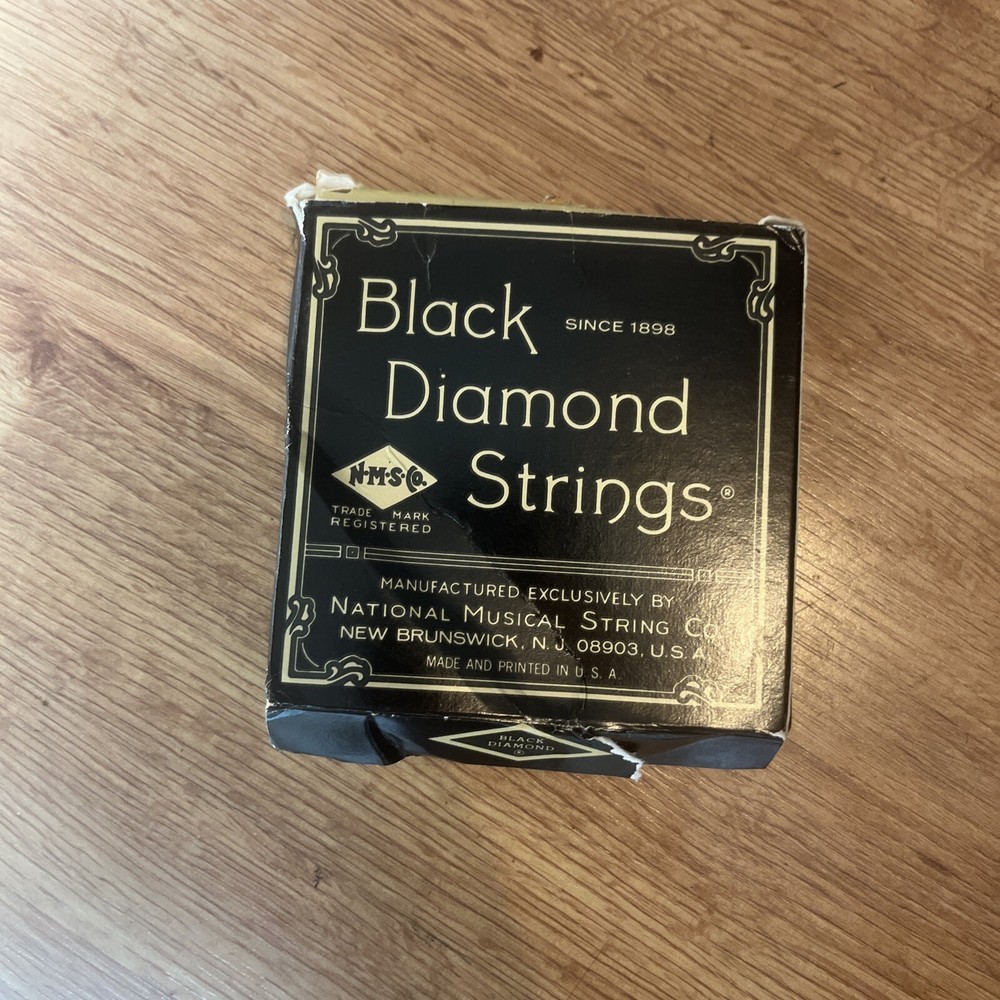 Black SINCE 1898
Diamond
Strings®
N·M·S·Co.
TRADE MARK
REGISTERED
MANUFACTURED EXCLUSIVELY BY
NATIONAL MUSICAL STRING Co.
NEW BRUNSWICK, N. J. 08903, U.S.A.
MADE AND PRINTED IN U. S. A.
BLACK
DIAMOND
®